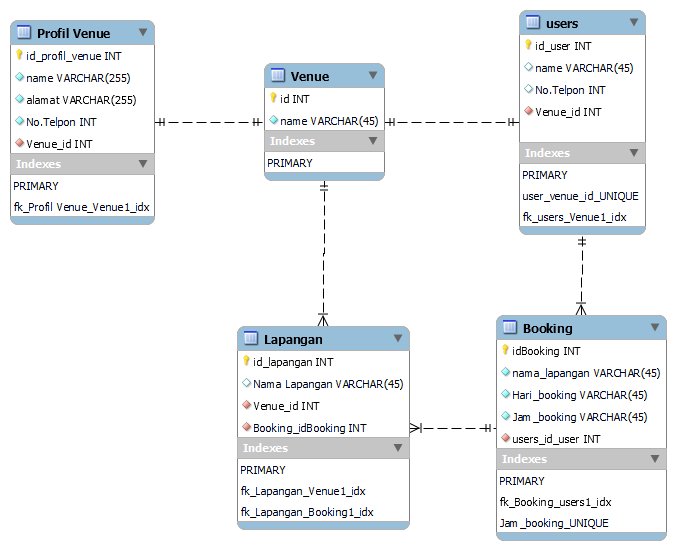 Profil Venue
id_profil_venue INT
name VARCHAR(255)
alamat VARCHAR(255)
No.Telpon INT
Venue_id INT
Indexes
PRIMARY
fk_Profil Venue_Venue1_idx
Venue
id INT
name VARCHAR(45)
Indexes
PRIMARY
users
id_user INT
name VARCHAR(45)
No.Telpon INT
Venue_id INT
Indexes
PRIMARY
user_venue_id_UNIQUE
fk_users_Venue1_idx
Lapangan
id_lapangan INT
Nama Lapangan VARCHAR(45)
Venue_id INT
Booking_idBooking INT
Indexes
PRIMARY
fk_Lapangan_Venue1_idx
fk_Lapangan_Booking1_idx
Booking
idBooking INT
nama_lapangan VARCHAR(45)
Hari_booking VARCHAR(45)
Jam_booking VARCHAR(45)
users_id_user INT
Indexes
PRIMARY
fk_Booking_users1_idx
Jam_booking_UNIQUE